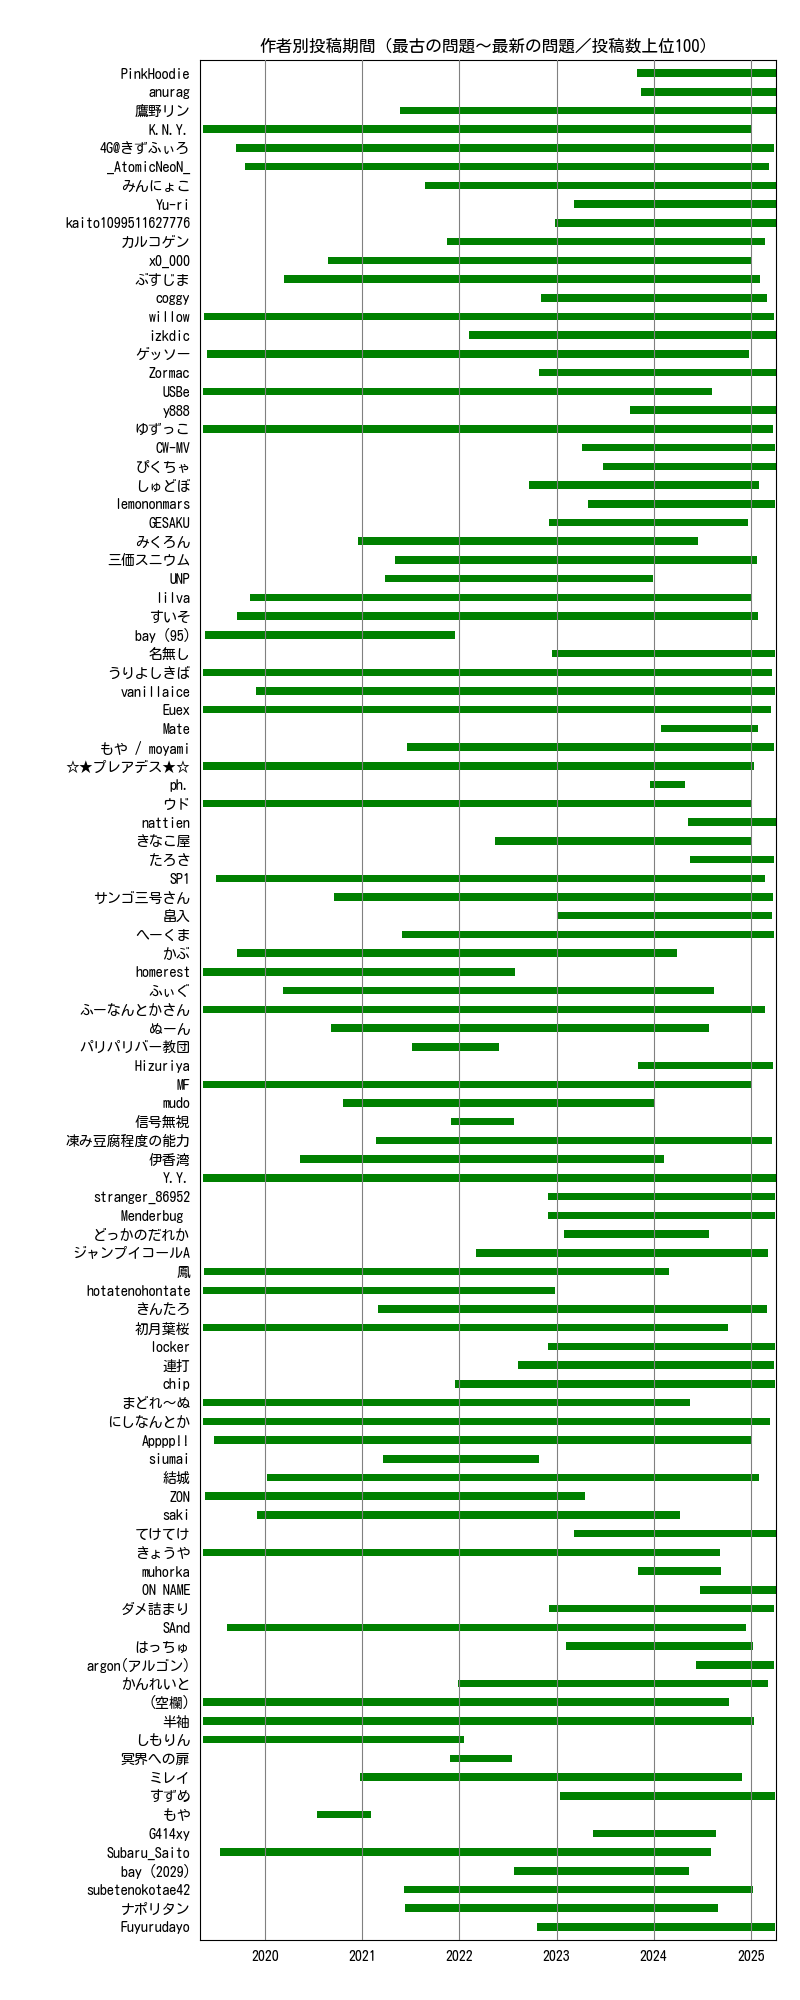 作者別投稿期間 (最古の問題～最新の問題／投稿数上位100)
PinkHoodie
anurag
鷹野リン
K.N.Y.
4G@きずふぃろ
_AtomicNeoN_
みんにょこ
Yu-ri
kaito1099511627776
カルコゲン
x0_000
ぶすじま
coggy
willow
izkdic
ゲッソー
Zormac
USBe
y888
ゆずっこ
CW-MV
ぴくちゃ
しゅどぼ
lemononmars
GESAKU
みくろん
三価スニウム
UNP
lilva
すいそ
bay (95)
名無し
うりよしきば
vanillaice
Euex
Mate
もや / moyami
☆★プレアデス★☆
ph.
ウド
nattien
きなこ屋
たろさ
SP1
サンゴ三号さん
畠入
へーくま
かぶ
homerest
ふぃぐ
ふーなんとかさん
ぬーん
パリパリバー教団
Hizuriya
MF
mudo
信号無視
凍み豆腐程度の能力
伊香湾
Y.Y.
stranger_86952
Menderbug
どっかのだれか
ジャンプイコールA
鳳
hotatenohontate
きんたろ
初月葉桜
locker
連打
chip
まどれ～ぬ
にしなんとか
Appppll
siumai
結城
ZON
saki
てけてけ
きょうや
muhorka
ON NAME
ダメ詰まり
SAnd
はっちゅ
argon(アルゴン)
かんれいと
(空欄)
半袖
しもりん
冥界への扉
ミレイ
すずめ
もや
G414xy
Subaru_Saito
bay (2029)
subetenokotae42
ナポリタン
Fuyurudayo
2020 2021 2022 2023 2024 2025